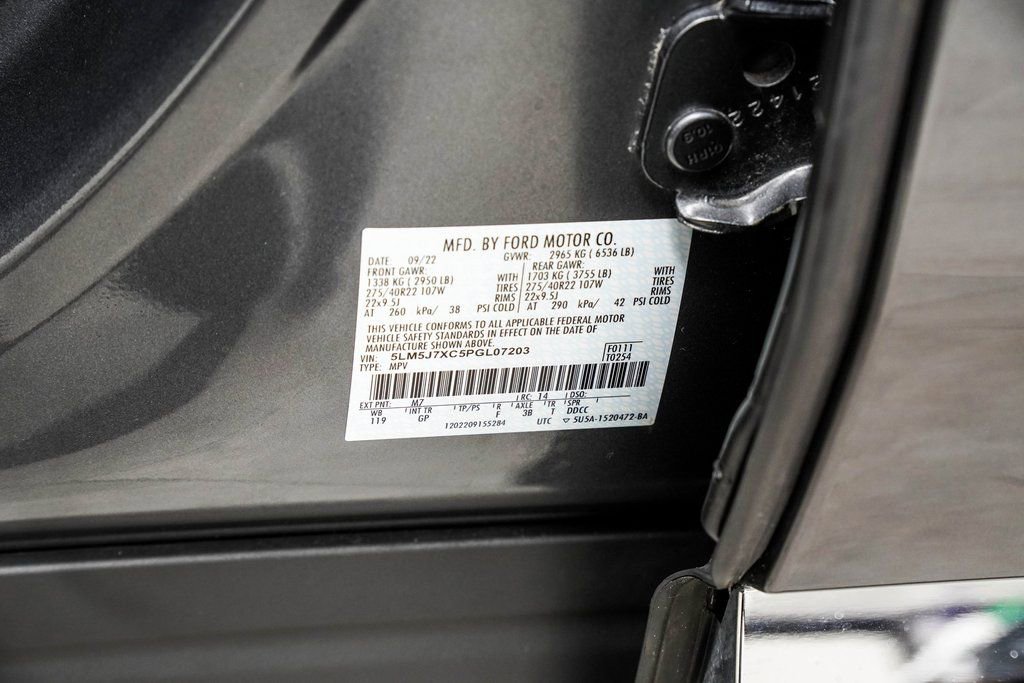 21422
10.9
QIPH
MFD. BY FORD MOTOR CO.
DATE 09/22 GVWR: 2965 KG ( 6536 LB)
FRONT GAWR: WITH REAR GAWR: WITH
1338 KG ( 2950 LB) TIRES 1703 KG ( 3755 LB) TIRES
275/40R22 107W RIMS 275/40R22 107W RIMS
22x9.5J 22x9.5J
AT 260 kPa/ 38 PSI COLD AT 290 kPa/ 42 PSI COLD
THIS VEHICLE CONFORMS TO ALL APPLICABLE FEDERAL MOTOR
VEHICLE SAFETY STANDARDS IN EFFECT ON THE DATE OF
MANUFACTURE SHOWN ABOVE.
VIN: 5LM5J7XC5PGL07203 F0111
TYPE: MPV T0254
EXT PNT: M7 RC: 14 DSO:
WB INT TR TP/PS R AXLE TR SPR
119 GP F 3B T DDCC
1202209155284 UTC ▽ 5U5A-1520472-BA